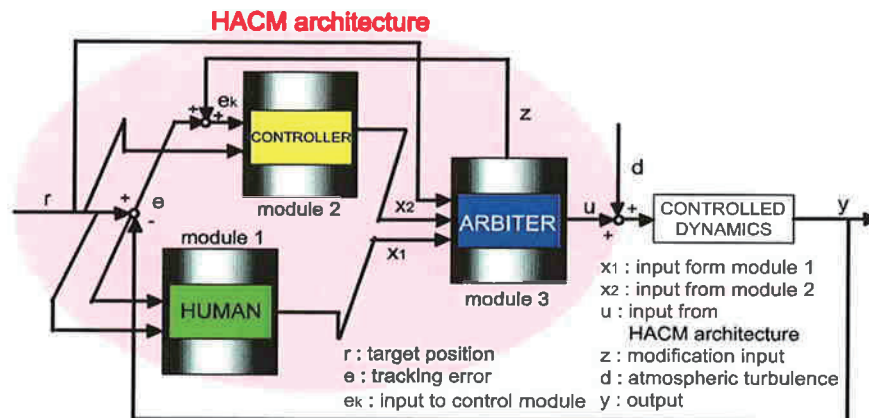 HACM architecture
+
+
ek
CONTROLLER
module 2
z
d
r
+
e
-
x2
ARBITER
u
+
+
CONTROLLED
DYNAMICS
y
module 1
HUMAN
x1
module 3
x1 : input form module 1
x2 : input from module 2
u : input from
HACM architecture
z : modification input
d : atmospheric turbulence
y : output
r : target position
e : tracking error
ek : input to control module